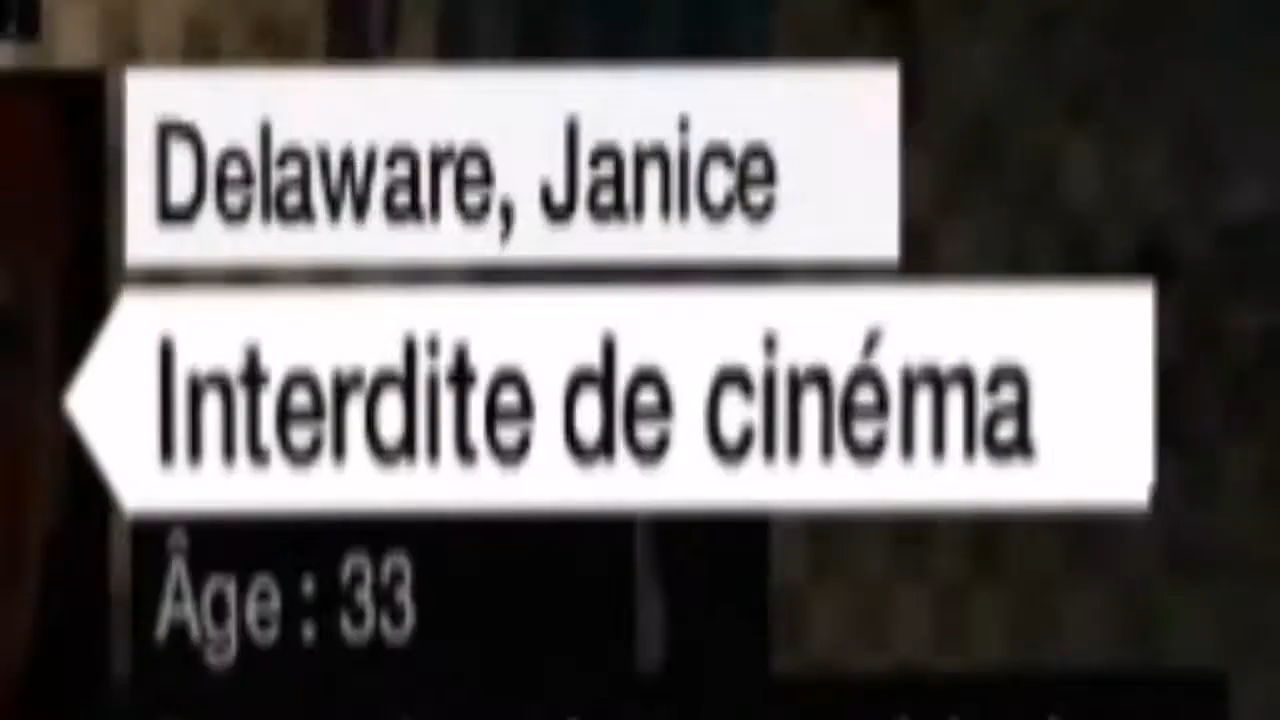 Delaware, Janice
Interdite de cinéma
Âge : 33